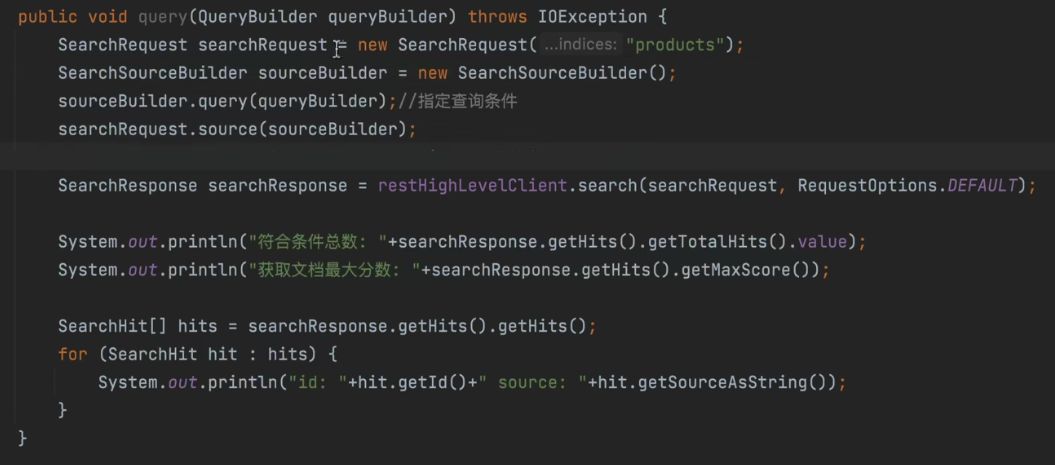 public void query(QueryBuilder queryBuilder) throws IOException {
    SearchRequest searchRequest = new SearchRequest( ...indices: "products");
    SearchSourceBuilder sourceBuilder = new SearchSourceBuilder();
    sourceBuilder.query(queryBuilder);//指定查询条件
    searchRequest.source(sourceBuilder);
    SearchResponse searchResponse = restHighLevelClient.search(searchRequest, RequestOptions.DEFAULT);
    System.out.println("符合条件总数: "+searchResponse.getHits().getTotalHits().value);
    System.out.println("获取文档最大分数: "+searchResponse.getHits().getMaxScore());
    SearchHit[] hits = searchResponse.getHits().getHits();
    for (SearchHit hit : hits) {
        System.out.println("id: "+hit.getId()+" source: "+hit.getSourceAsString());
    }
}